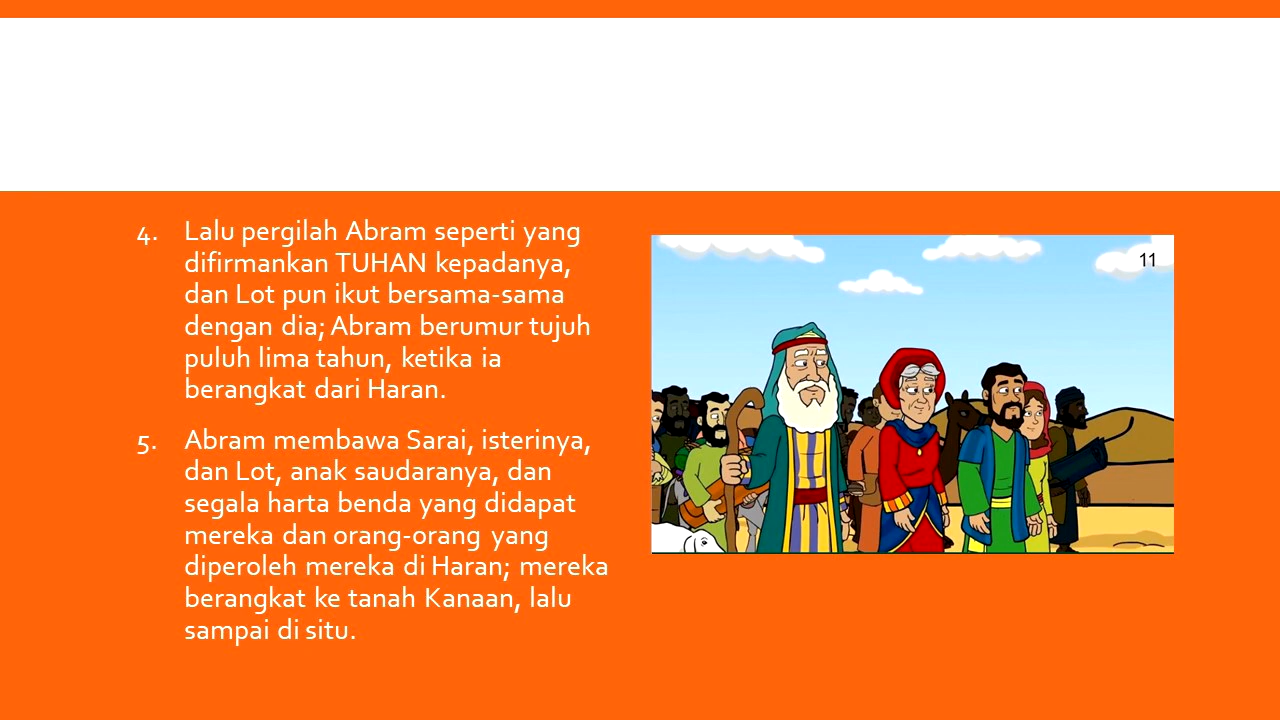 4. Lalu pergilah Abram seperti yang
difirmankan TUHAN kepadanya,
dan Lot pun ikut bersama-sama
dengan dia; Abram berumur tujuh
puluh lima tahun, ketika ia
berangkat dari Haran.
5. Abram membawa Sarai, isterinya,
dan Lot, anak saudaranya, dan
segala harta benda yang didapat
mereka dan orang-orang yang
diperoleh mereka di Haran; mereka
berangkat ke tanah Kanaan, lalu
sampai di situ.
11